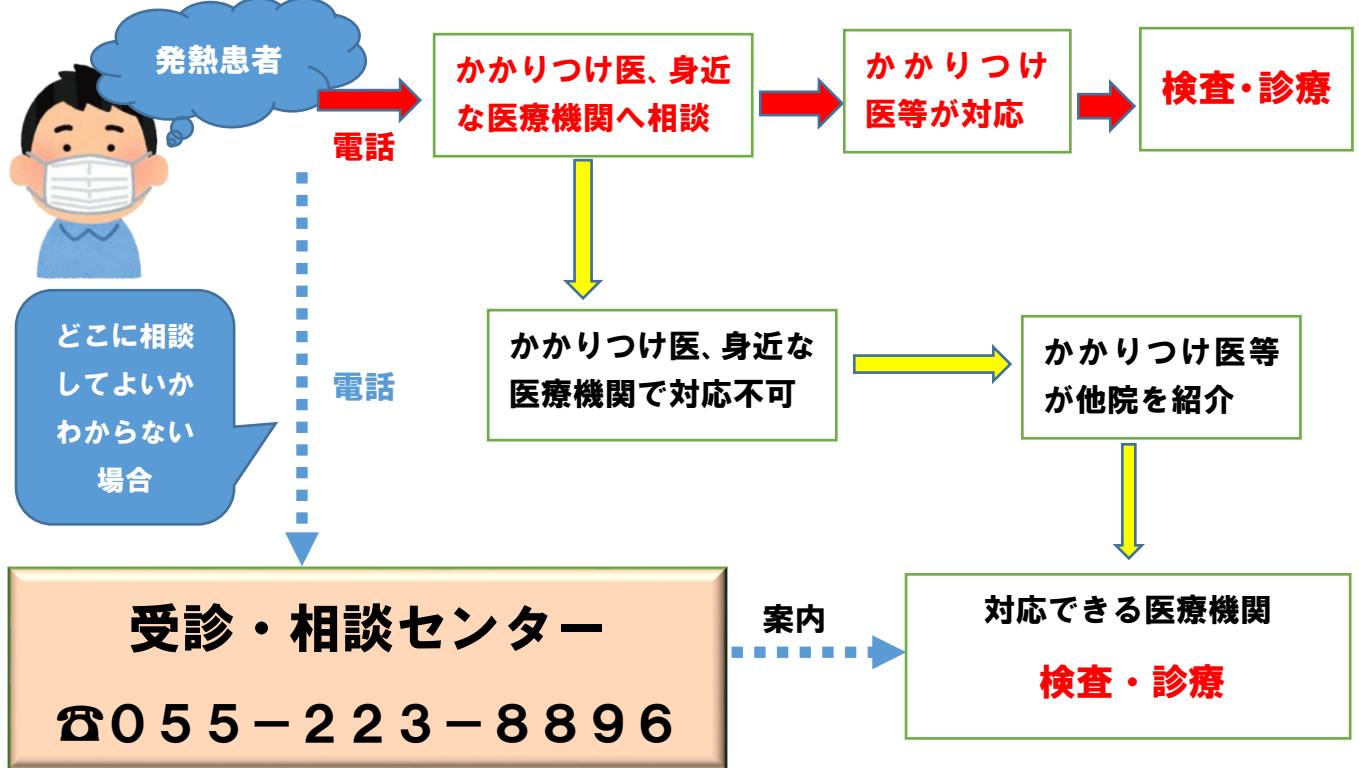 発熱患者
電話
かかりつけ医、身近
な医療機関へ相談
かかりつけ
医等が対応
検査・診療
どこに相談
してよいか
わからない
場合
電話
かかりつけ医、身近な
医療機関で対応不可
かかりつけ医等
が他院を紹介
受診・相談センター
☎055-223-8896
案内
対応できる医療機関
検査・診療